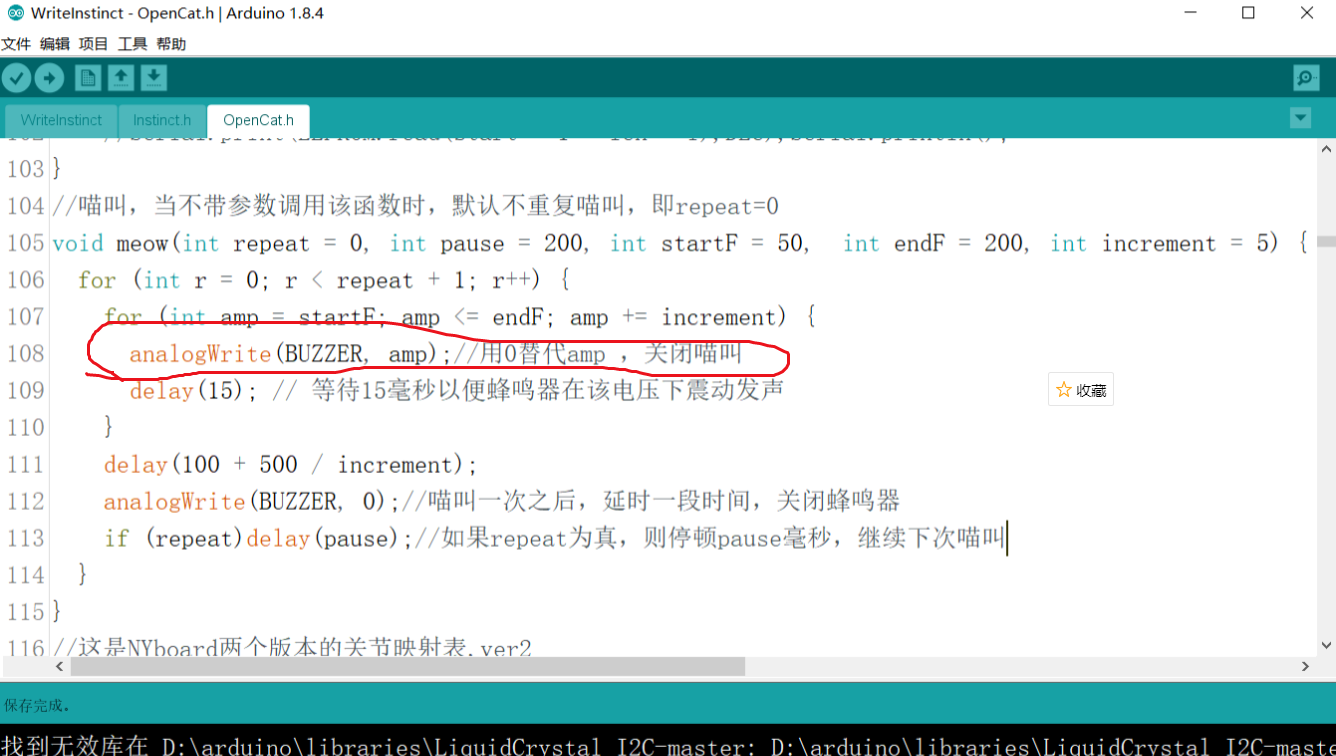 WriteInstinct - OpenCat.h | Arduino 1.8.4
文件 编辑 项目 工具 帮助
WriteInstinct Instinct.h OpenCat.h
103 }
104 //喵叫，当不带参数调用该函数时，默认不重复喵叫，即repeat=0
105 void meow(int repeat = 0, int pause = 200, int startF = 50,  int endF = 200, int increment = 5) {
106   for (int r = 0; r < repeat + 1; r++) {
107     for (int amp = startF; amp <= endF; amp += increment) {
108       analogWrite(BUZZER, amp);//用0替代amp ，关闭喵叫
109       delay(15); // 等待15毫秒以便蜂鸣器在该电压下震动发声
收藏
110     }
111     delay(100 + 500 / increment);
112     analogWrite(BUZZER, 0);//喵叫一次之后，延时一段时间，关闭蜂鸣器
113     if (repeat)delay(pause);//如果repeat为真，则停顿pause毫秒，继续下次喵叫
114   }
115 }
116 //这是NYboard两个版本的关节映射表.ver2
保存完成。
找到无效库在 D:\arduino\libraries\LiquidCrystal_I2C-master: D:\arduino\libraries\LiquidCrystal_I2C-maste